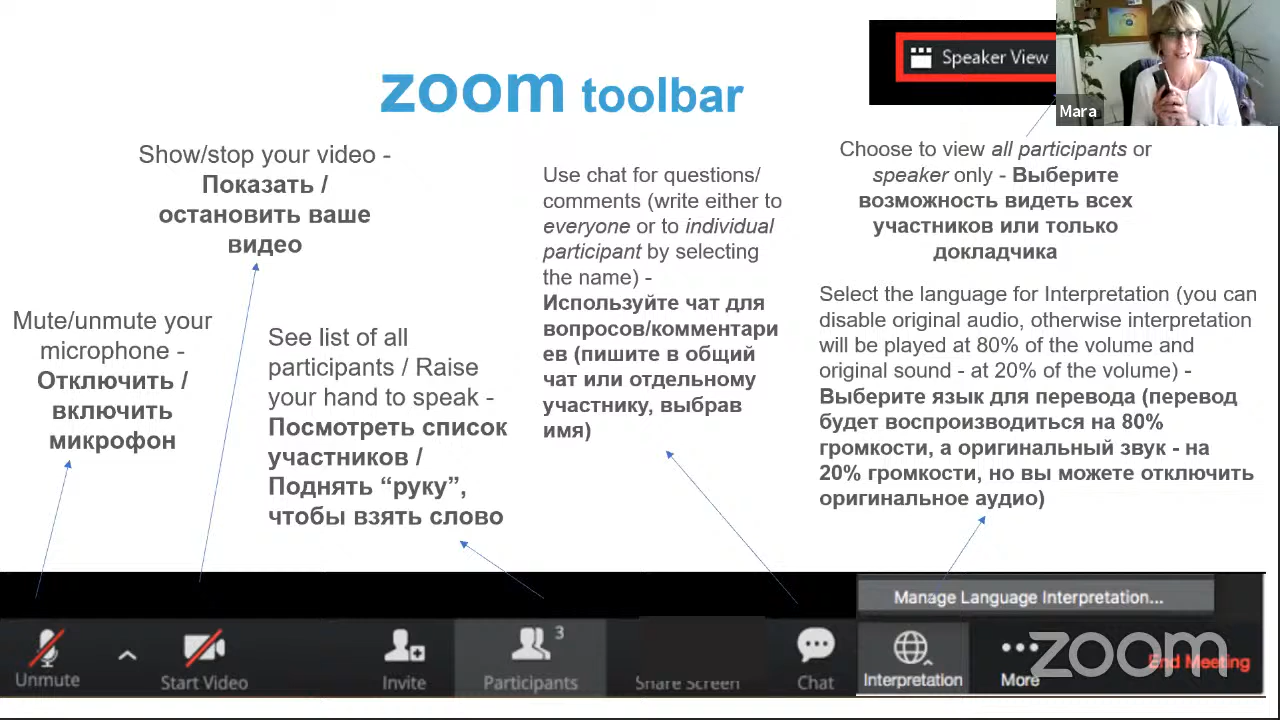 Speaker View
Mara
zoom toolbar
Show/stop your video -
Показать /
остановить ваше
видео
Use chat for questions/
comments (write either to
everyone or to individual
participant by selecting
the name) -
Используйте чат для
вопросов/комментари
ев (пишите в общий
чат или отдельному
участнику, выбрав
имя)
Choose to view all participants or
speaker only - Выберите
возможность видеть всех
участников или только
докладчика
Mute/unmute your
microphone -
Отключить /
включить
микрофон
See list of all
participants / Raise
your hand to speak -
Посмотреть список
участников /
Поднять “руку”,
чтобы взять слово
Select the language for Interpretation (you can
disable original audio, otherwise interpretation
will be played at 80% of the volume and
original sound - at 20% of the volume) -
Выберите язык для перевода (перевод
будет воспроизводиться на 80%
громкости, а оригинальный звук - на
20% громкости, но вы можете отключить
оригинальное аудио)
Manage Language Interpretation...
Unmute
Start Video
Invite
3
Participants
Share Screen
Chat
Interpretation
More
End Meeting
zoom